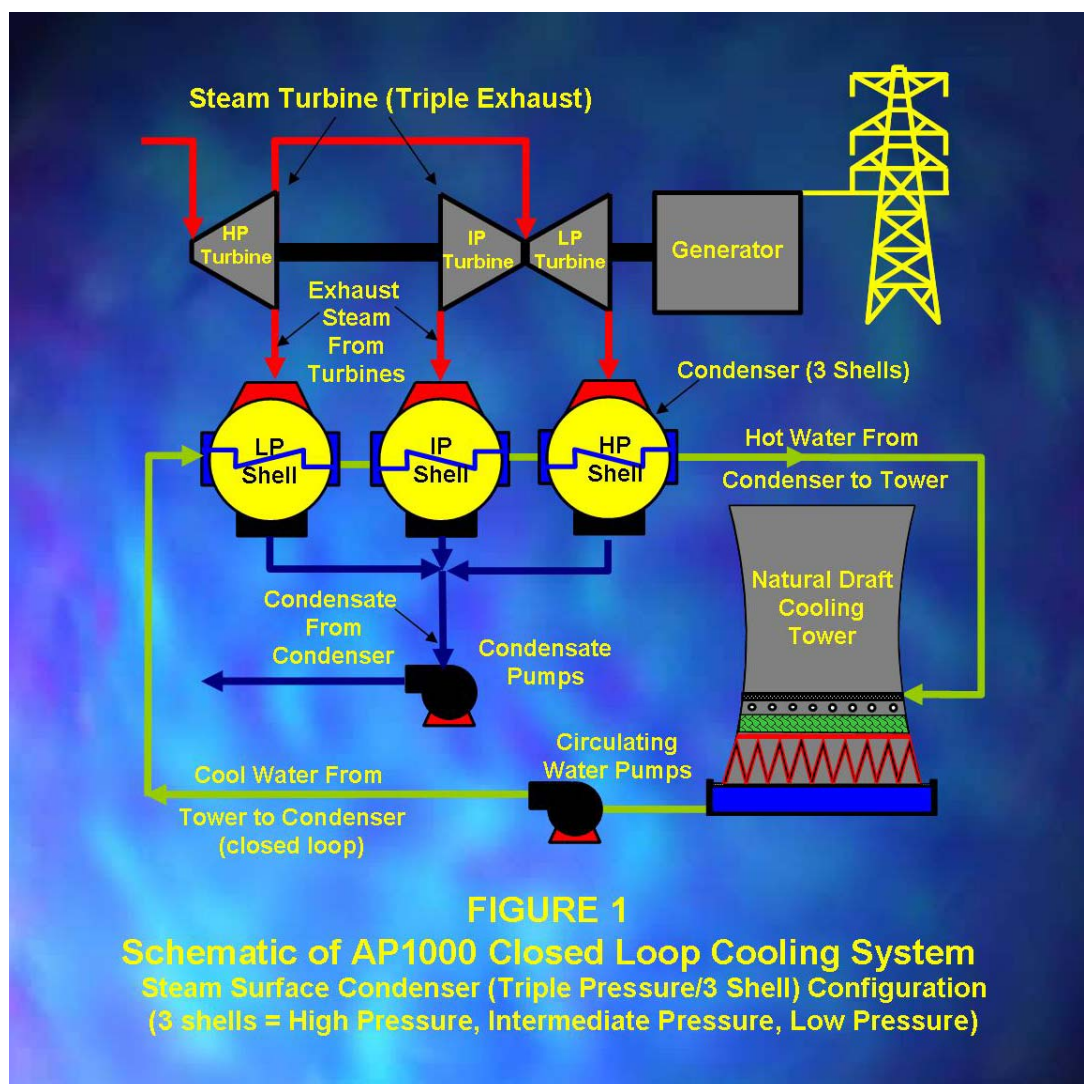 Steam Turbine (Triple Exhaust)
HP
Turbine
IP
Turbine
LP
Turbine
Generator
Exhaust
Steam
From
Turbines
Condenser (3 Shells)
LP
Shell
IP
Shell
HP
Shell
Hot Water From
Condenser to Tower
Natural Draft
Cooling
Tower
Condensate
From
Condenser
Condensate
Pumps
Circulating
Water Pumps
Cool Water From
Tower to Condenser
(closed loop)
FIGURE 1
Schematic of AP1000 Closed Loop Cooling System
Steam Surface Condenser (Triple Pressure/3 Shell) Configuration
(3 shells = High Pressure, Intermediate Pressure, Low Pressure)